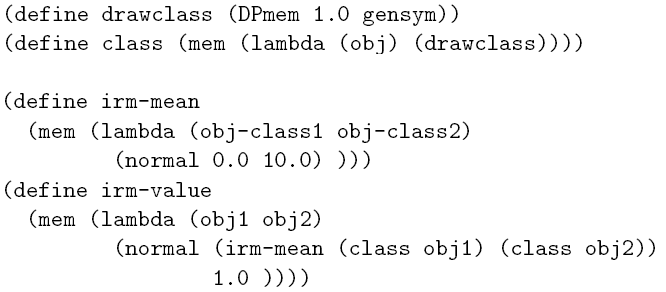 (define drawclass (DPmem 1.0 gensym))
(define class (mem (lambda (obj) (drawclass))))
(define irm-mean
(mem (lambda (obj-class1 obj-class2)
(normal 0.0 10.0) )))
(define irm-value
(mem (lambda (obj1 obj2)
(normal (irm-mean (class obj1) (class obj2))
1.0 ))))